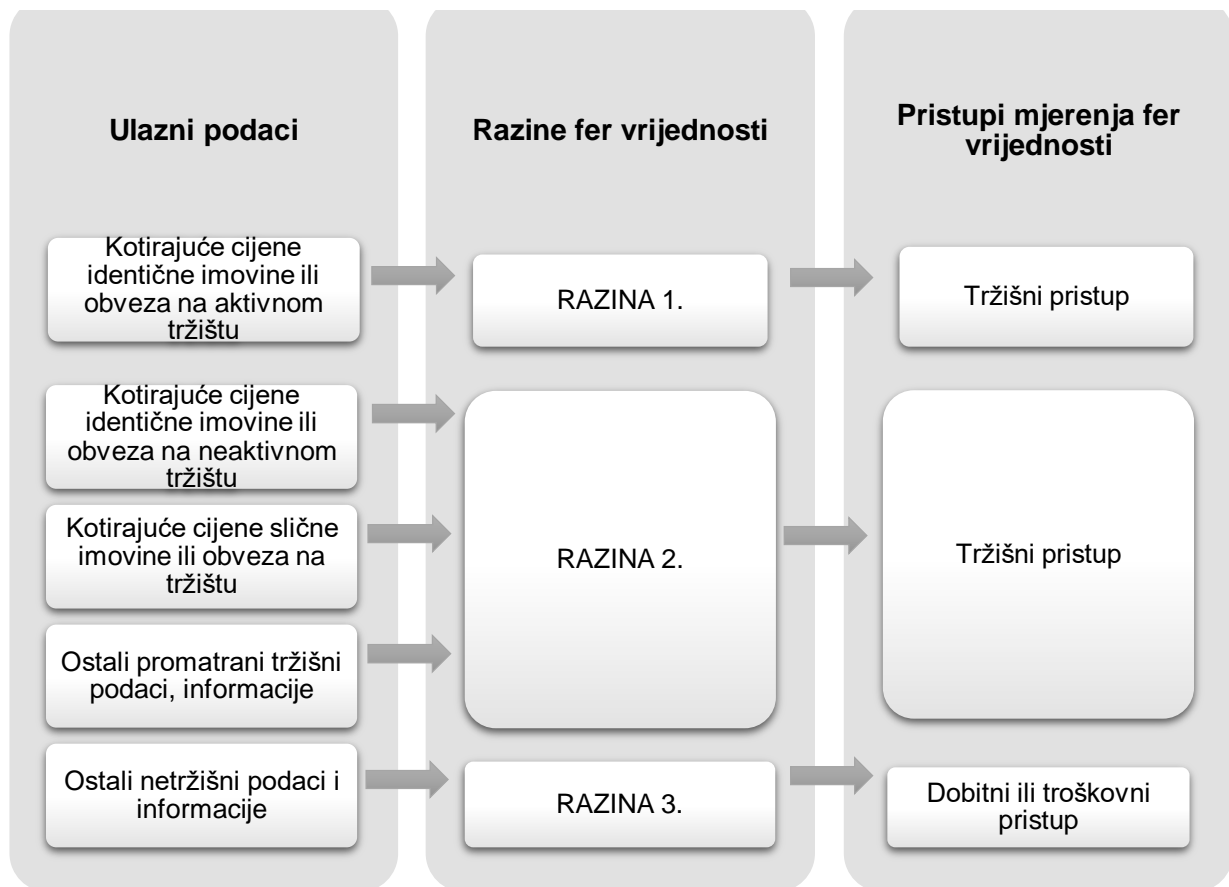 Ulazni podaci
Razine fer vrijednosti
Pristupi mjerenja fer
vrijednosti
Kotirajuće cijene
identične imovine ili
obveza na aktivnom
tržištu
RAZINA 1.
Tržišni pristup
Kotirajuće cijene
identične imovine ili
obveza na neaktivnom
tržištu
Kotirajuće cijene slične
imovine ili obveza na
tržištu
Ostali promatrani tržišni
podaci, informacije
RAZINA 2.
Tržišni pristup
Ostali netržišni podaci i
informacije
RAZINA 3.
Dobitni ili troškovni
pristup